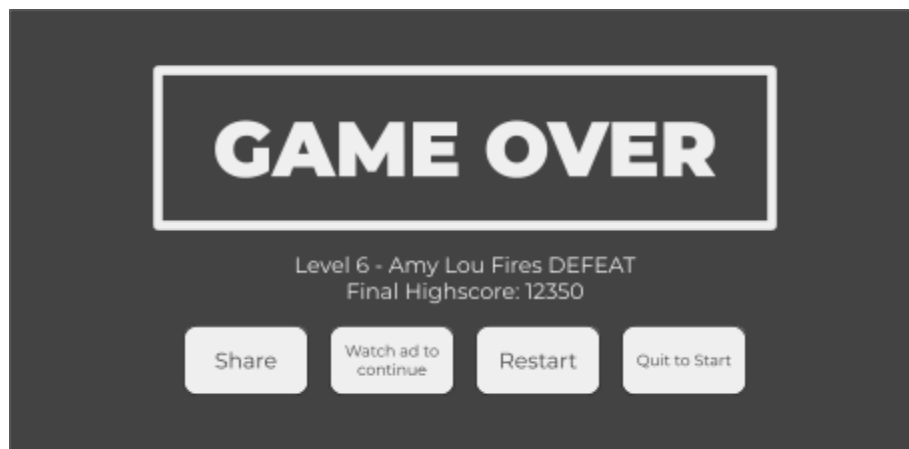 GAME OVER
Level 6 - Amy Lou Fires DEFEAT
Final Highscore: 12350
Share
Watch ad to
continue
Restart
Quit to Start